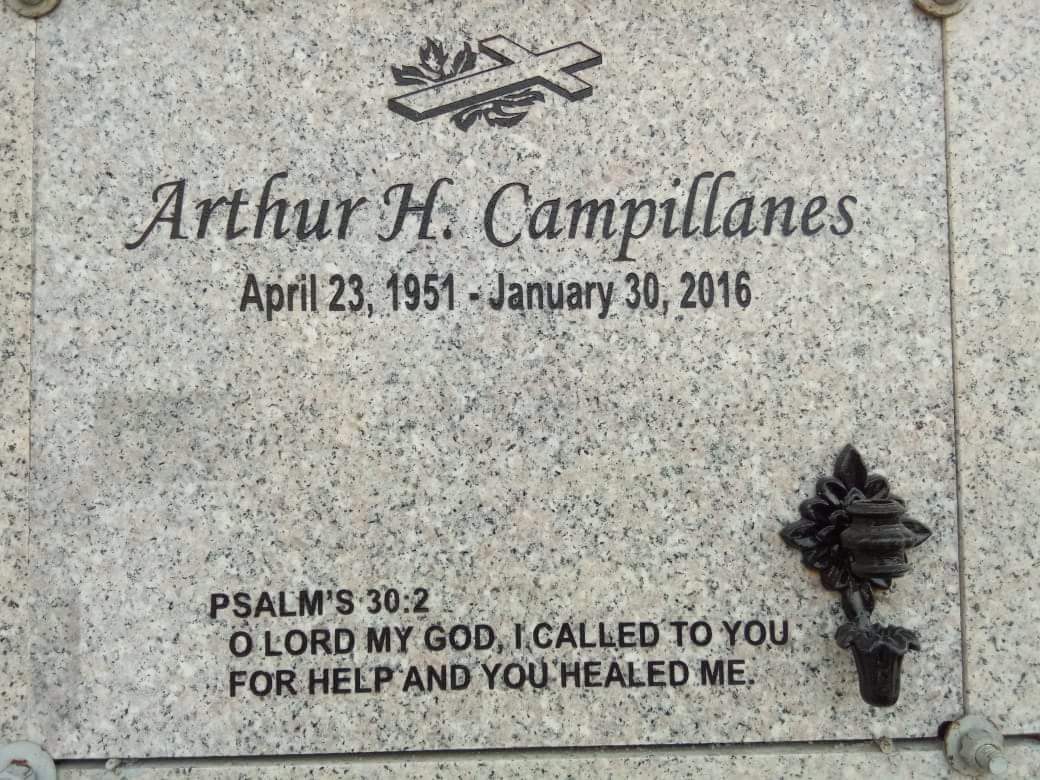 Arthur H. Campillanes
April 23, 1951 - January 30, 2016
PSALM'S 30:2
O LORD MY GOD, I CALLED TO YOU
FOR HELP AND YOU HEALED ME.